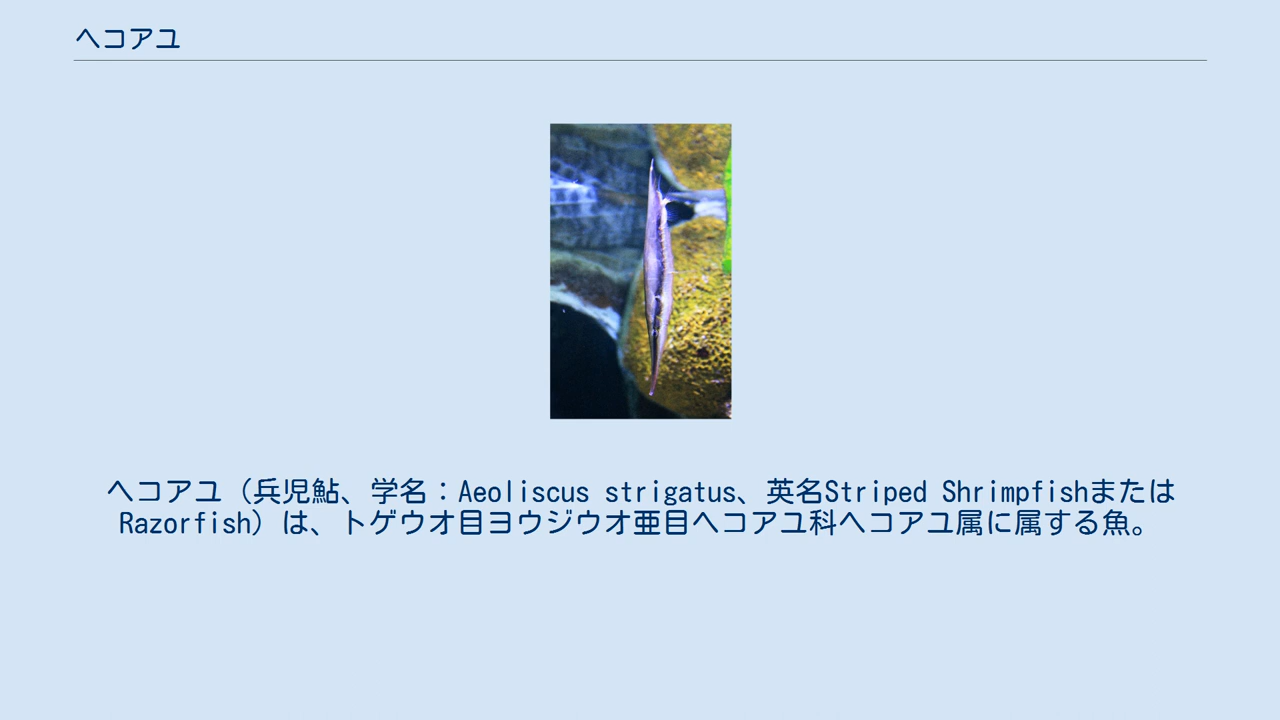 ヘコアユ
ヘコアユ（兵児鮎、学名：Aeoliscus strigatus、英名Striped Shrimpfishまたは
Razorfish）は、トゲウオ目ヨウジウオ亜目ヘコアユ科ヘコアユ属に属する魚。